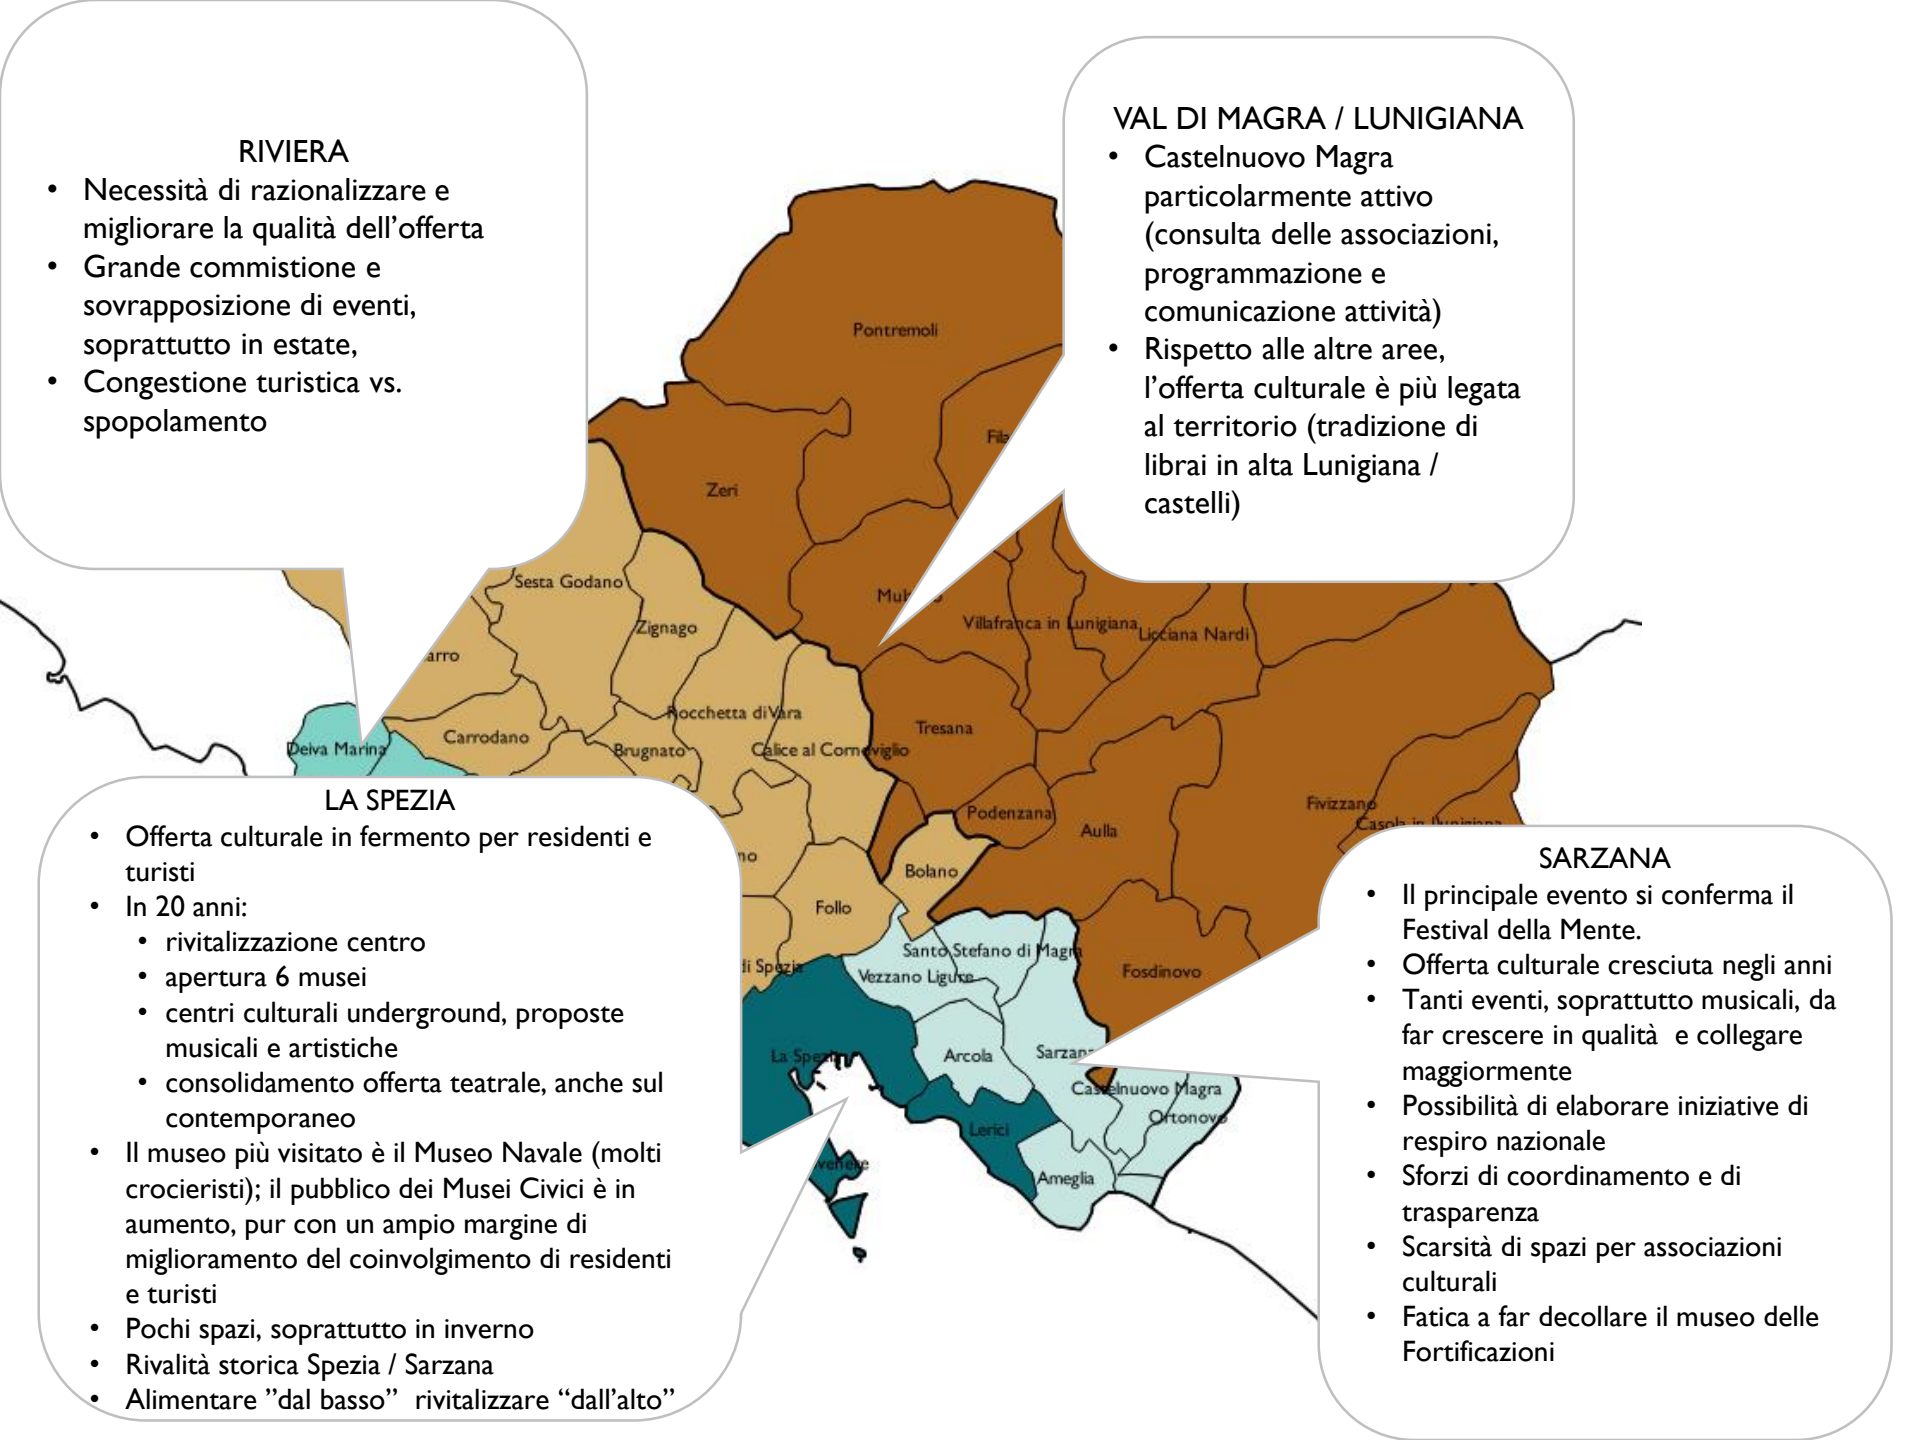 RIVIERA
• Necessità di razionalizzare e
migliorare la qualità dell’offerta
• Grande commistione e
sovrapposizione di eventi,
soprattutto in estate,
• Congestione turistica vs.
spopolamento
VAL DI MAGRA / LUNIGIANA
• Castelnuovo Magra
particolarmente attivo
(consulta delle associazioni,
programmazione e
comunicazione attività)
• Rispetto alle altre aree,
l’offerta culturale è più legata
al territorio (tradizione di
librai in alta Lunigiana /
castelli)
Pontremoli
Zeri
Sesta Godano
Zignago
Villafranca in Lunigiana
Licciana Nardi
Rocchetta di Vara
Tresana
Carrodano
Deiva Marina
Brugnato
Calice al Cornoviglio
Podenzana
Aulla
Fivizzano
Casola in Lunigiana
Bolano
Follo
Santo Stefano di Magra
di Spezia
Vezzano Ligure
Fosdinovo
La Spezia
Arcola
Sarzana
Castelnuovo Magra
Ortonovo
Lerici
Ameglia
LA SPEZIA
• Offerta culturale in fermento per residenti e
turisti
• In 20 anni:
• rivitalizzazione centro
• apertura 6 musei
• centri culturali underground, proposte
musicali e artistiche
• consolidamento offerta teatrale, anche sul
contemporaneo
• Il museo più visitato è il Museo Navale (molti
crocieristi); il pubblico dei Musei Civici è in
aumento, pur con un ampio margine di
miglioramento del coinvolgimento di residenti
e turisti
• Pochi spazi, soprattutto in inverno
• Rivalità storica Spezia / Sarzana
• Alimentare ”dal basso”  rivitalizzare “dall’alto”
SARZANA
• Il principale evento si conferma il
Festival della Mente.
• Offerta culturale cresciuta negli anni
• Tanti eventi, soprattutto musicali, da
far crescere in qualità  e collegare
maggiormente
• Possibilità di elaborare iniziative di
respiro nazionale
• Sforzi di coordinamento e di
trasparenza
• Scarsità di spazi per associazioni
culturali
• Fatica a far decollare il museo delle
Fortificazioni